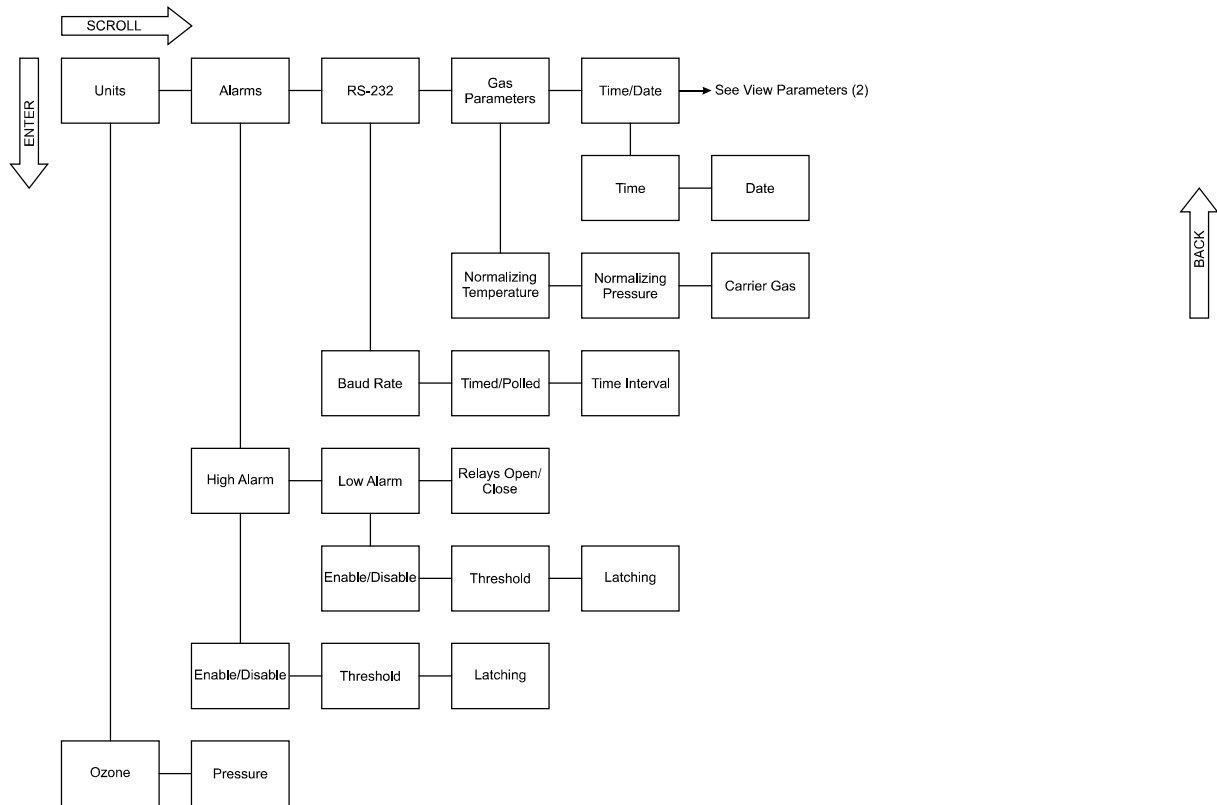 SCROLL
ENTER
Units
Alarms
RS-232
Gas
Parameters
Time/Date
See View Parameters (2)
Time
Date
BACK
Normalizing
Temperature
Normalizing
Pressure
Carrier Gas
Baud Rate
Timed/Polled
Time Interval
High Alarm
Low Alarm
Relays Open/
Close
Enable/Disable
Threshold
Latching
Enable/Disable
Threshold
Latching
Ozone
Pressure